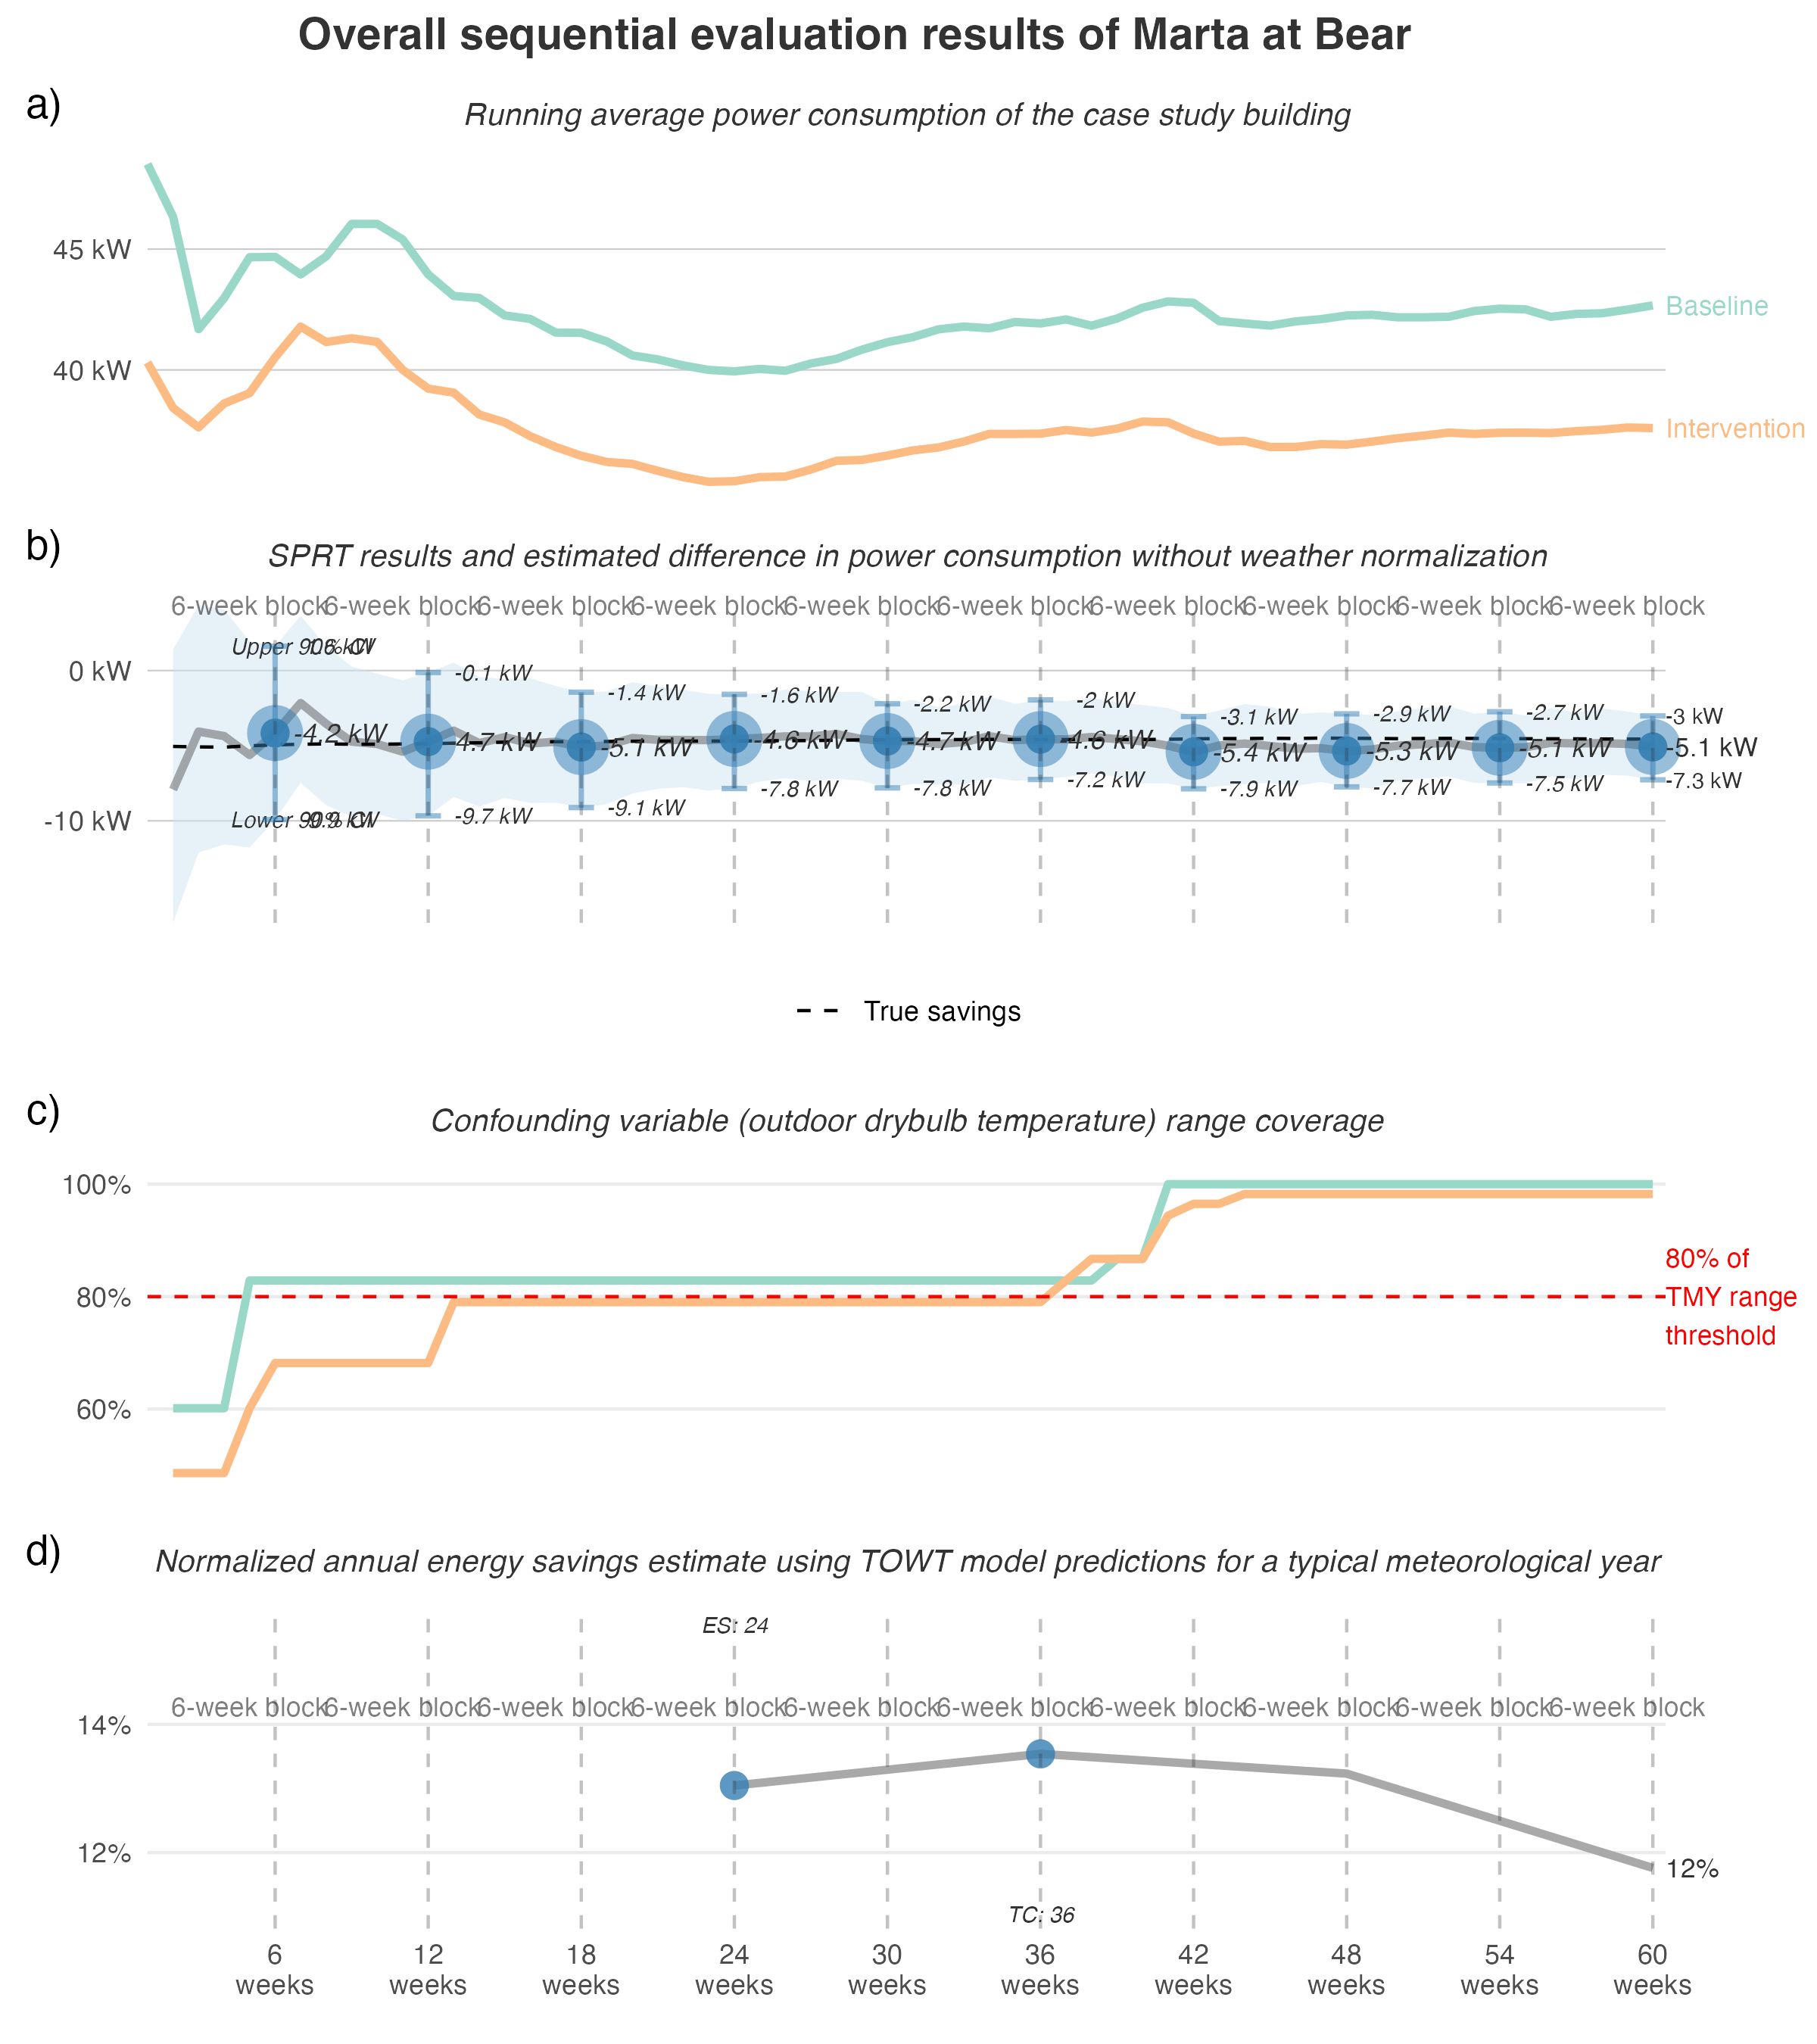 Overall sequential evaluation results of Marta at Bear
a)
Running average power consumption of the case study building
45 kW
40 kW
Baseline
Intervention
b)
SPRT results and estimated difference in power consumption without weather normalization
6-week block 6-week block 6-week block 6-week block 6-week block 6-week block 6-week block 6-week block 6-week block 6-week block
Upper 90% CI
0 kW
-0.1 kW
-1.4 kW
-1.6 kW
-2.2 kW
-2 kW
-3.1 kW
-2.9 kW
-2.7 kW
-3 kW
-4.2 kW
-4.7 kW
-5.1 kW
-4.6 kW
-4.7 kW
-4.6 kW
-5.4 kW
-5.3 kW
-5.1 kW
-5.1 kW
-10 kW
Lower 90% CI
-9.7 kW
-9.1 kW
-7.8 kW
-7.8 kW
-7.2 kW
-7.9 kW
-7.7 kW
-7.5 kW
-7.3 kW
True savings
c)
Confounding variable (outdoor drybulb temperature) range coverage
100%
80%
60%
80% of
TMY range
threshold
d)
Normalized annual energy savings estimate using TOWT model predictions for a typical meteorological year
ES: 24
6-week block 6-week block 6-week block 6-week block 6-week block 6-week block 6-week block 6-week block 6-week block 6-week block
14%
12%
12%
TC: 36
6 12 18 24 30 36 42 48 54 60
weeks weeks weeks weeks weeks weeks weeks weeks weeks weeks